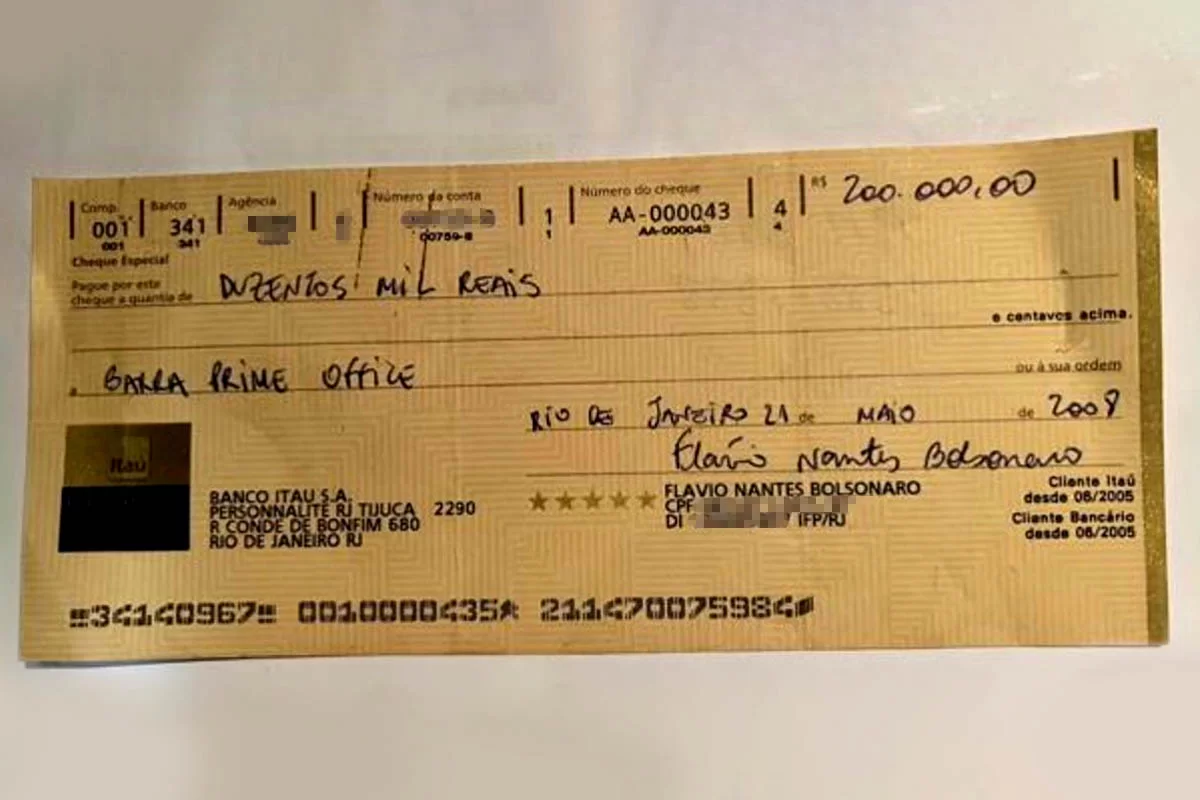 Comp. Banco Agência Número da conta 1 Número do cheque 4 R$ 200.000,00
001 341 AA-000043
001 341 00759-8 1 AA-000043 4
Cheque Especial
Pague por este
cheque a quantia de DUZENTOS MIL REAIS
e centavos acima.
a BARRA PRIME OFFICE ou à sua ordem
RIO DE JANEIRO 21 de MAIO de 2008
Flavio Nantes Bolsonaro
Itaú
BANCO ITAU S.A.
PERSONNALITE RJ TIJUCA 2290
R CONDE DE BONFIM 680
RIO DE JANEIRO RJ
FLAVIO NANTES BOLSONARO
CPF
DI IFP/RJ
Cliente Itaú
desde 06/2005
Cliente Bancário
desde 06/2005
34140967 0010000435 211470075984